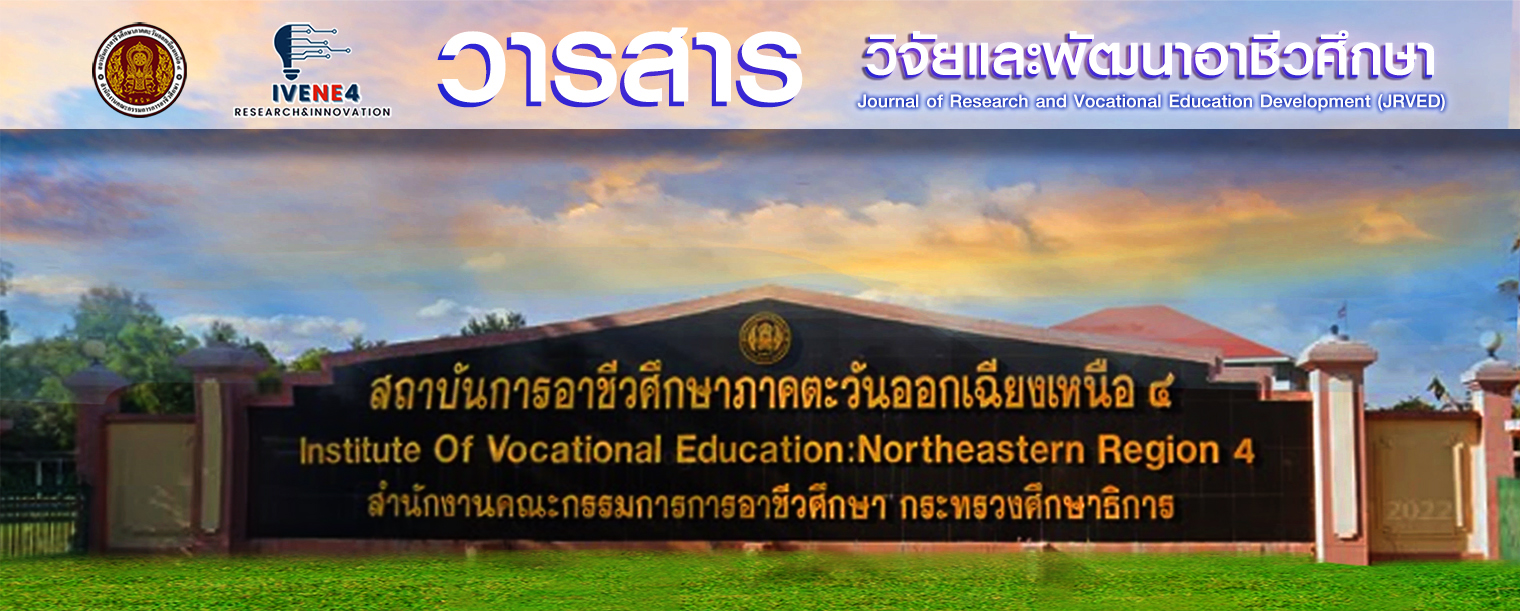 IVENE4
RESEARCH&INNOVATION
วารสาร
วิจัยและพัฒนาอาชีวศึกษา
Journal of Research and Vocational Education Development (JRVED)
สถาบันการอาชีวศึกษาภาคตะวันออกเฉียงเหนือ ๔
Institute Of Vocational Education:Northeastern Region 4
สำนักงานคณะกรรมการการอาชีวศึกษา กระทรวงศึกษาธิการ
2022